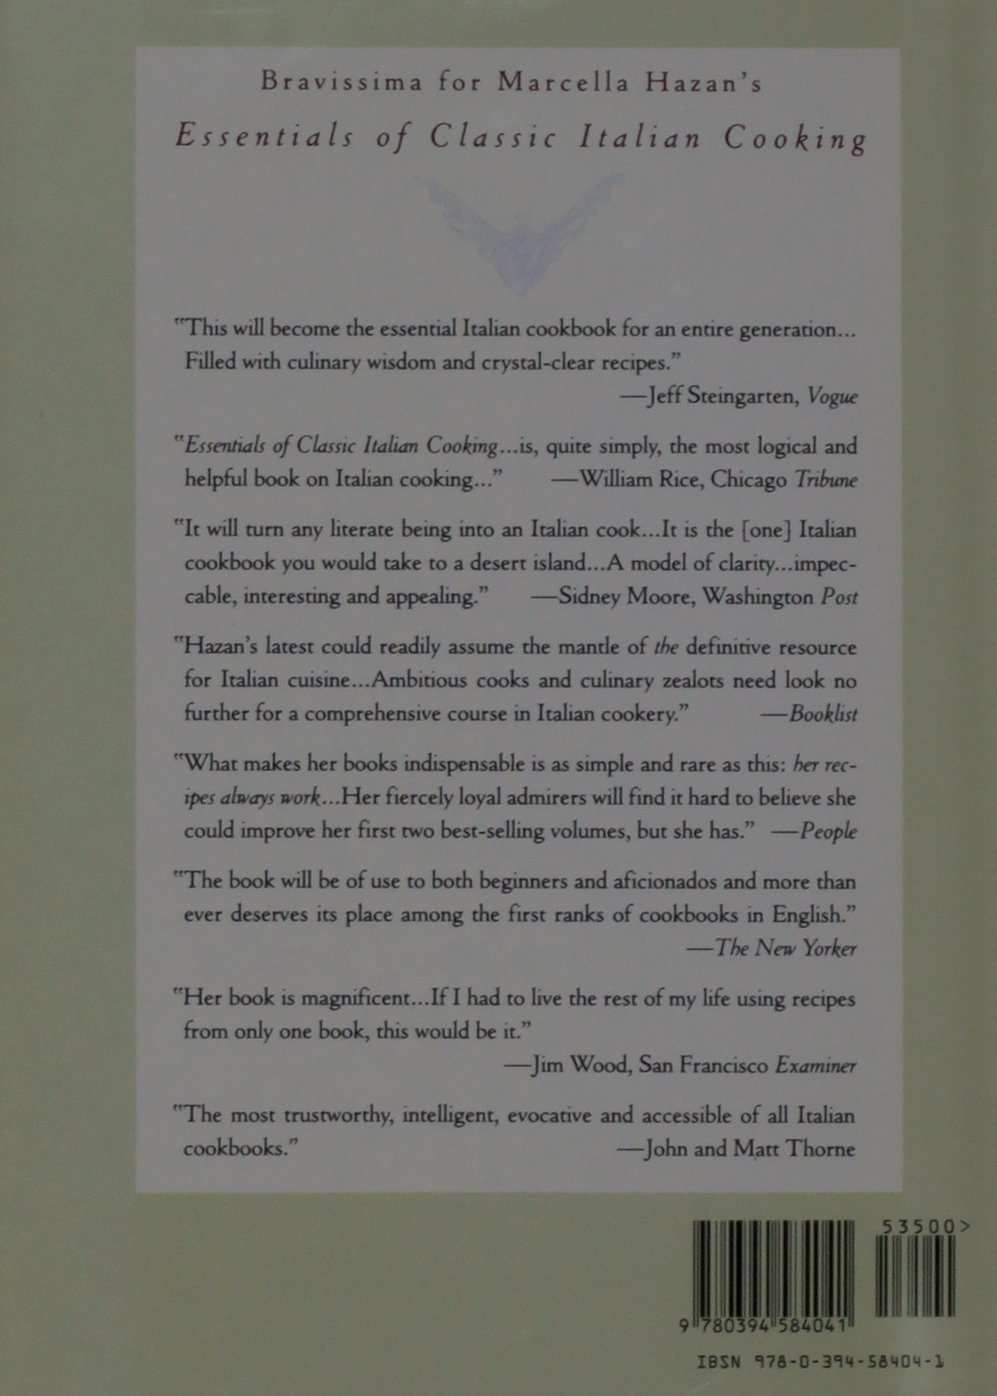 Bravissima for Marcella Hazan's
Essentials of Classic Italian Cooking
"This will become the essential Italian cookbook for an entire generation...
Filled with culinary wisdom and crystal-clear recipes."
—Jeff Steingarten, Vogue
"Essentials of Classic Italian Cooking...is, quite simply, the most logical and
helpful book on Italian cooking..." —William Rice, Chicago Tribune
"It will turn any literate being into an Italian cook...It is the [one] Italian
cookbook you would take to a desert island...A model of clarity...impec-
cable, interesting and appealing." —Sidney Moore, Washington Post
"Hazan's latest could readily assume the mantle of the definitive resource
for Italian cuisine...Ambitious cooks and culinary zealots need look no
further for a comprehensive course in Italian cookery." —Booklist
"What makes her books indispensable is as simple and rare as this: her rec-
ipes always work...Her fiercely loyal admirers will find it hard to believe she
could improve her first two best-selling volumes, but she has." —People
"The book will be of use to both beginners and aficionados and more than
ever deserves its place among the first ranks of cookbooks in English."
—The New Yorker
"Her book is magnificent...If I had to live the rest of my life using recipes
from only one book, this would be it."
—Jim Wood, San Francisco Examiner
"The most trustworthy, intelligent, evocative and accessible of all Italian
cookbooks." —John and Matt Thorne
53500>
9 780394 584041
IBSN 978-0-394-58404-1